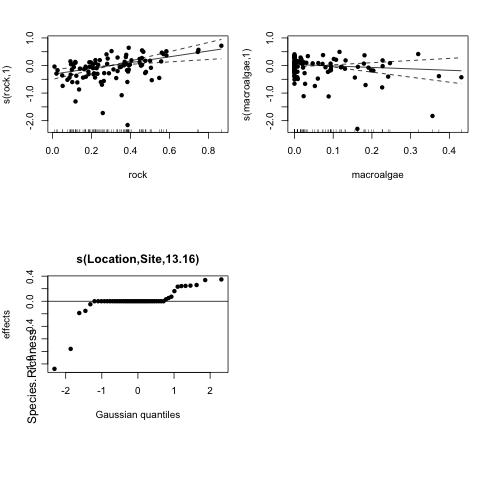 s(rock,1)
1.0
0.0
-1.0
-2.0
0.0 0.2 0.4 0.6 0.8
rock
s(macroalgae,1)
1.0
0.0
-1.0
-2.0
0.0 0.1 0.2 0.3 0.4
macroalgae
s(Location,Site,13.16)
effects
Species.Richness
0.4
0.0
-2 -1 0 1 2
Gaussian quantiles